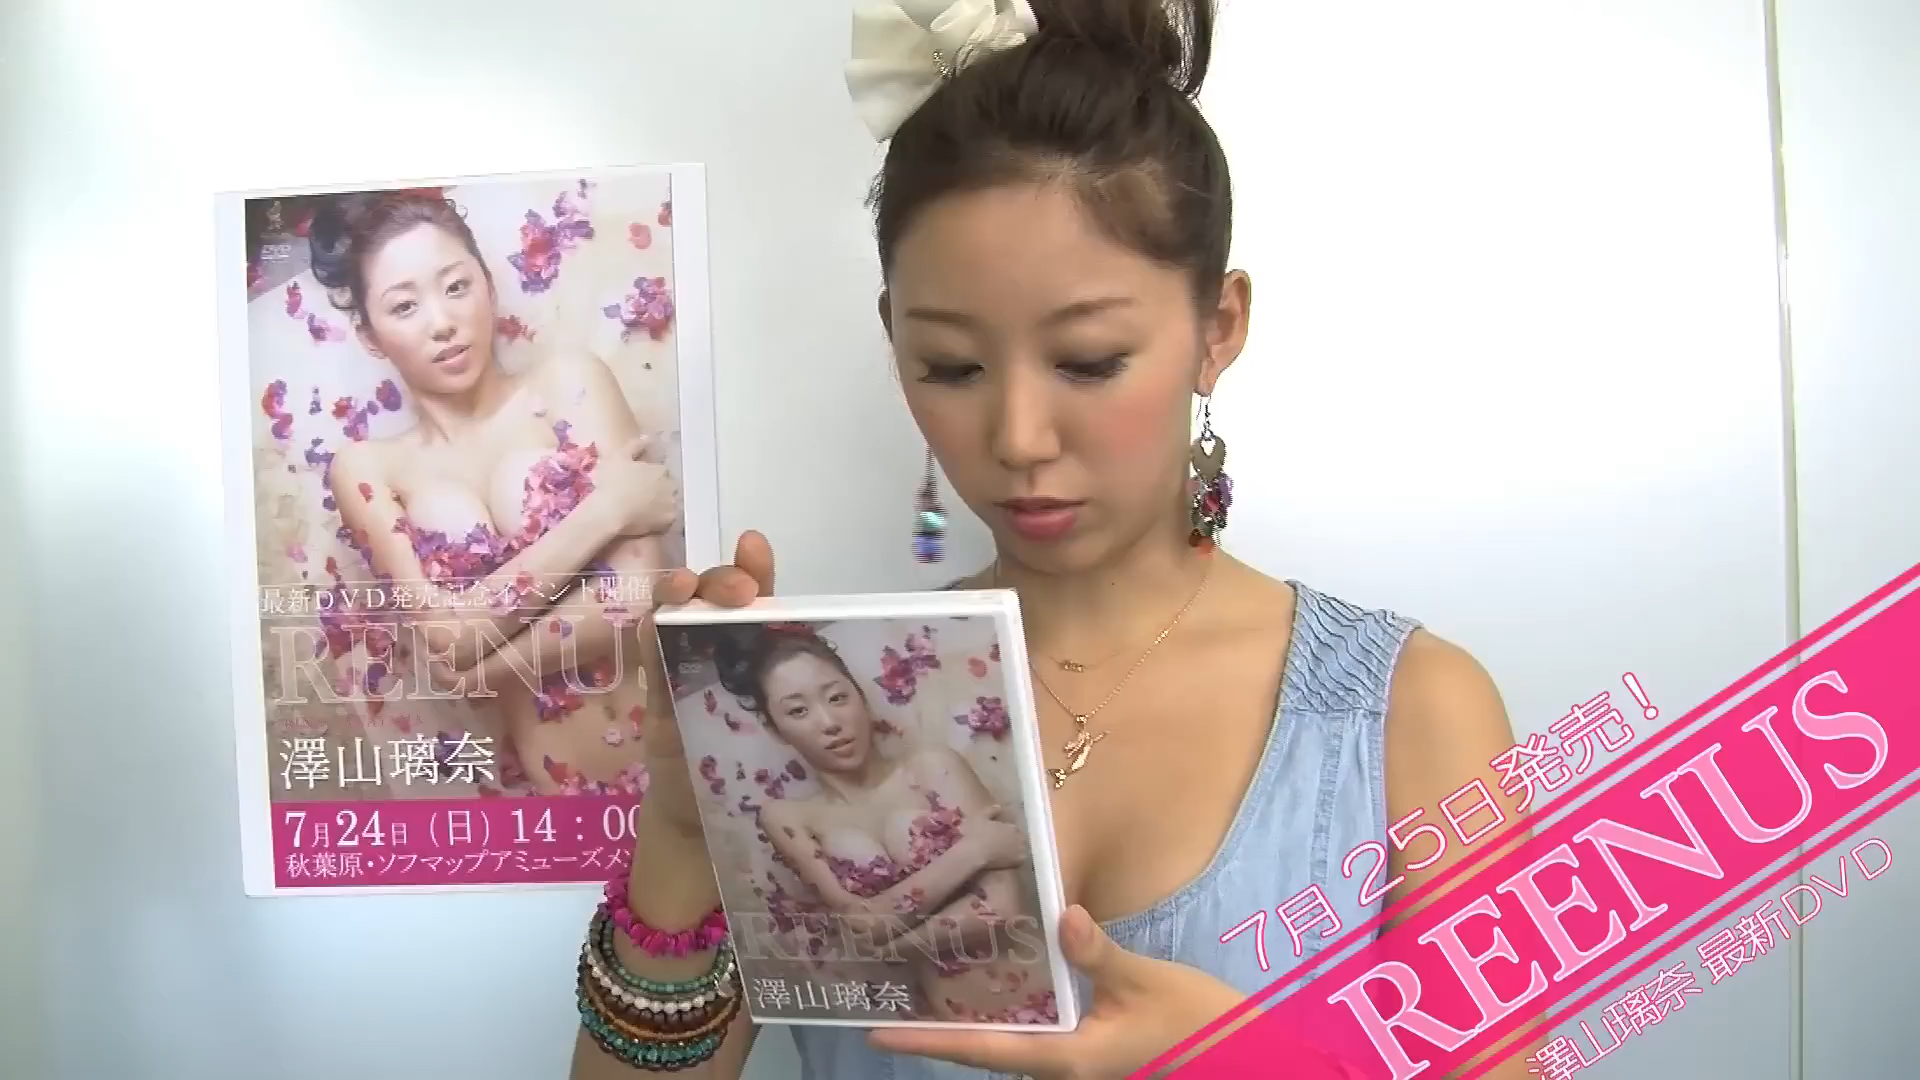 DVD
最新DVD発売記念イベント開催
REENUS
澤山璃奈
7月24日(日)14:00
秋葉原・ソフマップアミューズメン
DVD
REENUS
澤山璃奈
7月25日発売!
REENUS
澤山璃奈 最新DVD